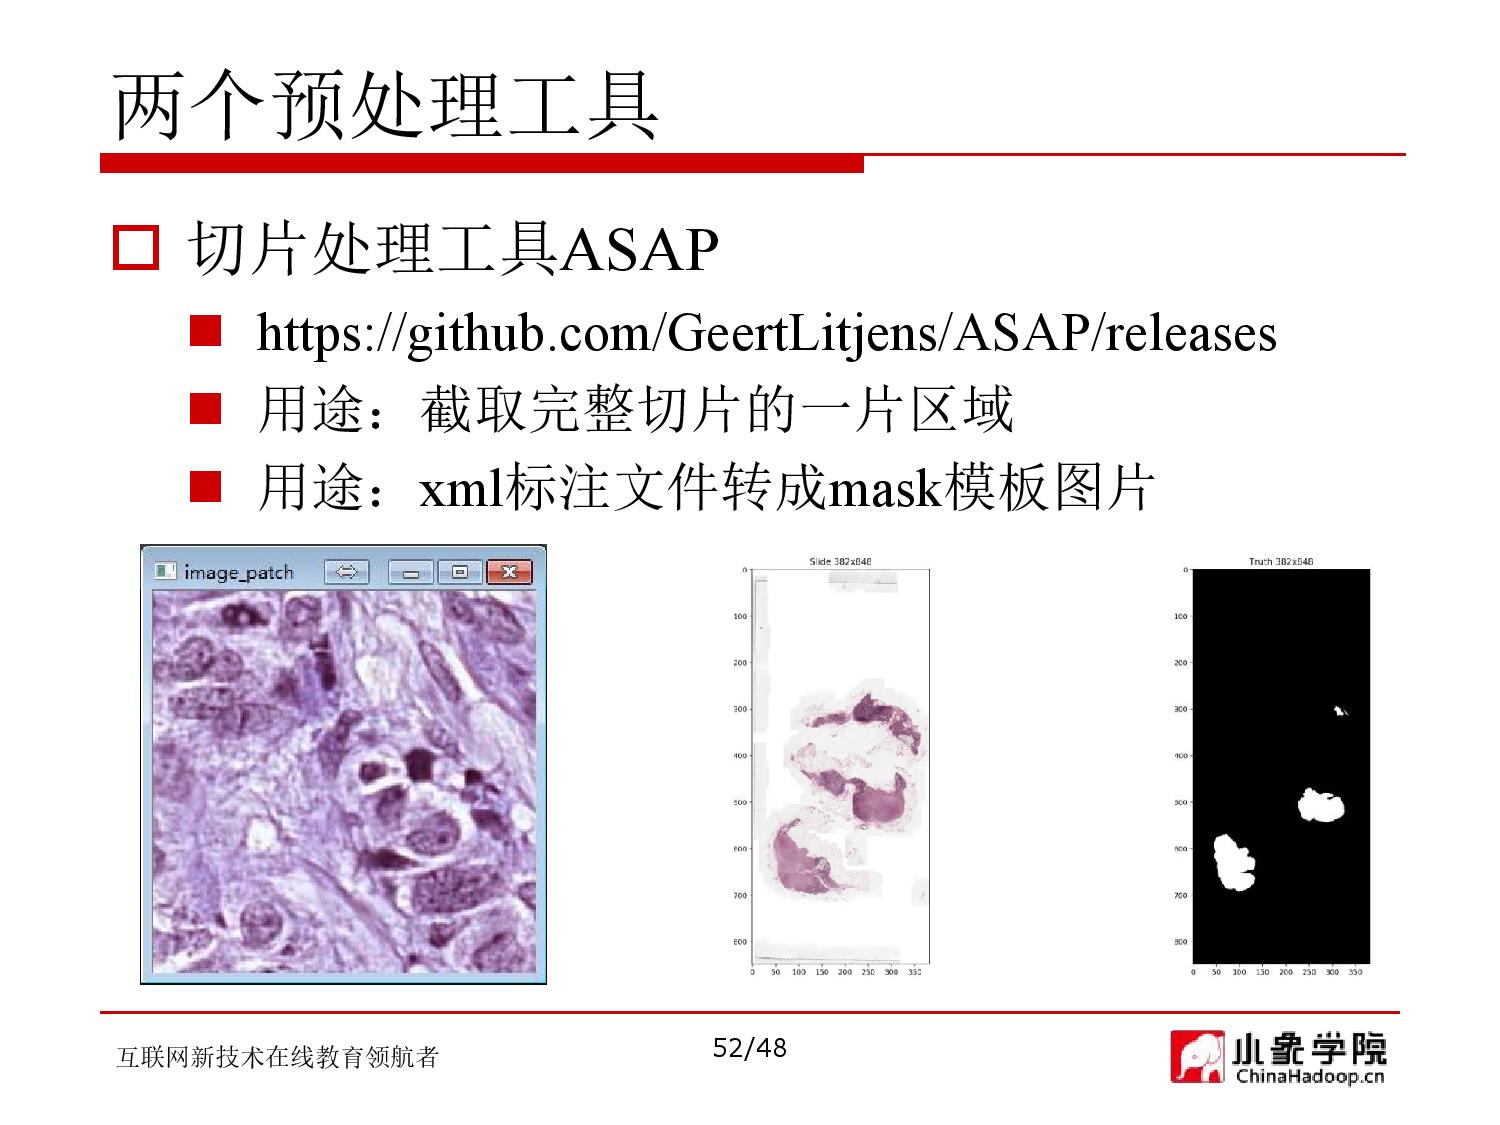 两个预处理工具
切片处理工具ASAP
https://github.com/GeertLitjens/ASAP/releases
用途：截取完整切片的一片区域
用途：xml标注文件转成mask模板图片
image_patch
Slide 382x848
0
100
200
300
400
500
600
700
800
0 50 100 150 200 250 300 350
Truth 382x848
0
100
200
300
400
500
600
700
800
0 50 100 150 200 250 300 350
互联网新技术在线教育领航者
52/48
小象学院
ChinaHadoop.cn